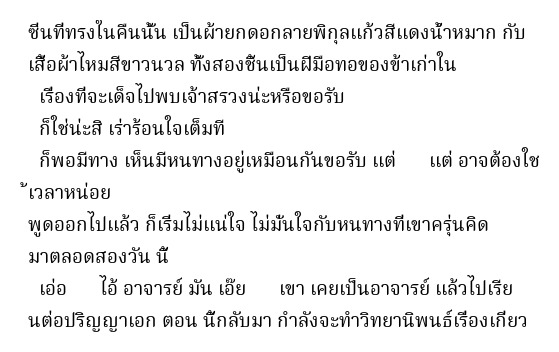 ซิ่นที่ทรงในคืนนั้น เป็นผ้ายกดอกลายพิกุลแก้วสีแดงน้ำหมาก กับ
เสื้อผ้าไหมสีขาวนวล ทั้งสองชิ้นเป็นฝีมือทอของข้าเก่าใน
เรื่องที่จะเด็จไปพบเจ้าสรวงน่ะหรือขอรับ
ก็ใช่น่ะสิ เร่าร้อนใจเต็มที
ก็พอมีทาง เห็นมีหนทางอยู่เหมือนกันขอรับ แต่ แต่ อาจต้องใช
้เวลาหน่อย
พูดออกไปแล้ว ก็เริ่มไม่แน่ใจ ไม่มั่นใจกับหนทางที่เขาครุ่นคิด
มาตลอดสองวัน นี้
เอ่อ ไอ้ อาจารย์ มัน เอ๊ย เขา เคยเป็นอาจารย์ แล้วไปเรีย
นต่อปริญญาเอก ตอน นี้กลับมา กำลังจะทำวิทยานิพนธ์เรื่องเกี่ยว